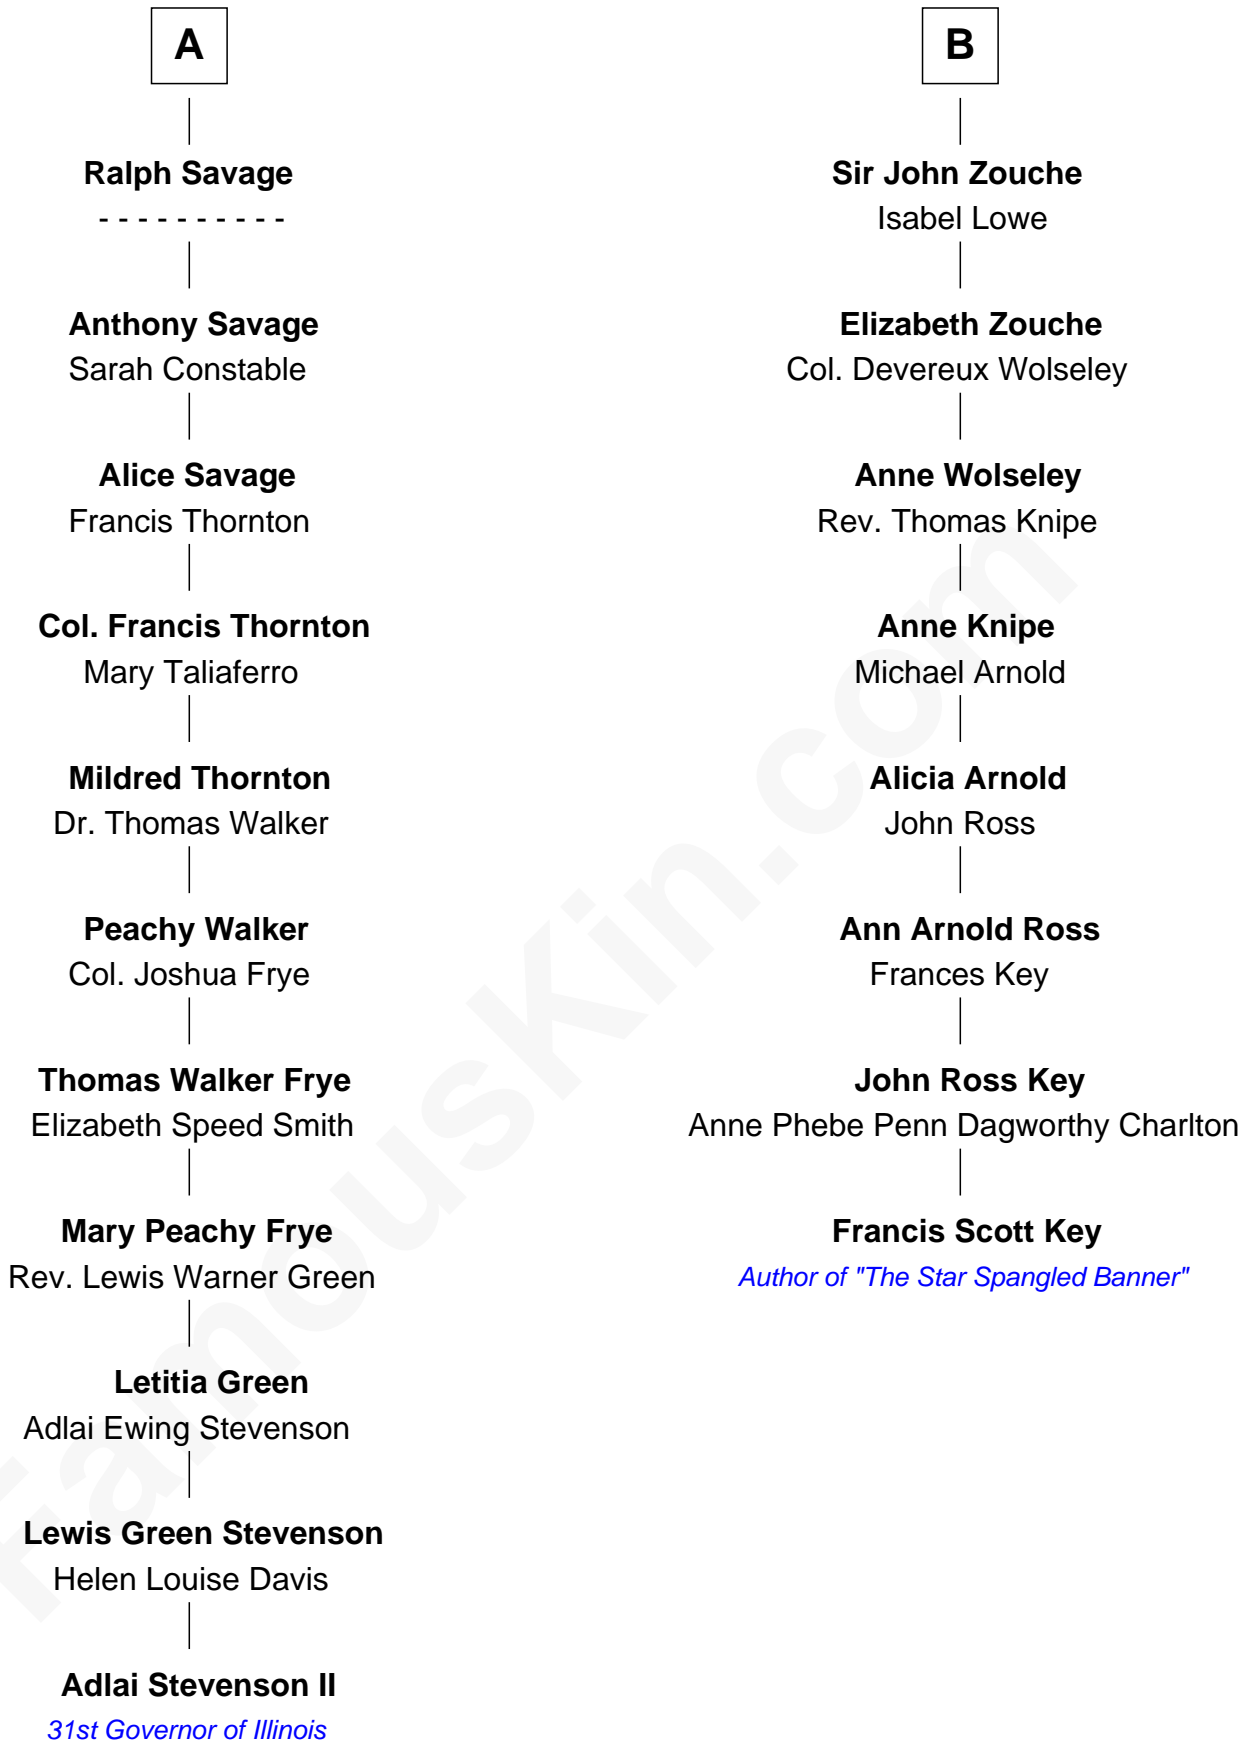 A
Ralph Savage
- - - - - - - - - -
Anthony Savage
Sarah Constable
Alice Savage
Francis Thornton
Col. Francis Thornton
Mary Taliaferro
Mildred Thornton
Dr. Thomas Walker
Peachy Walker
Col. Joshua Frye
Thomas Walker Frye
Elizabeth Speed Smith
Mary Peachy Frye
Rev. Lewis Warner Green
Letitia Green
Adlai Ewing Stevenson
Lewis Green Stevenson
Helen Louise Davis
Adlai Stevenson II
31st Governor of Illinois
B
Sir John Zouche
Isabel Lowe
Elizabeth Zouche
Col. Devereux Wolseley
Anne Wolseley
Rev. Thomas Knipe
Anne Knipe
Michael Arnold
Alicia Arnold
John Ross
Ann Arnold Ross
Frances Key
John Ross Key
Anne Phebe Penn Dagworthy Charlton
Francis Scott Key
Author of "The Star Spangled Banner"
FamousKin.com